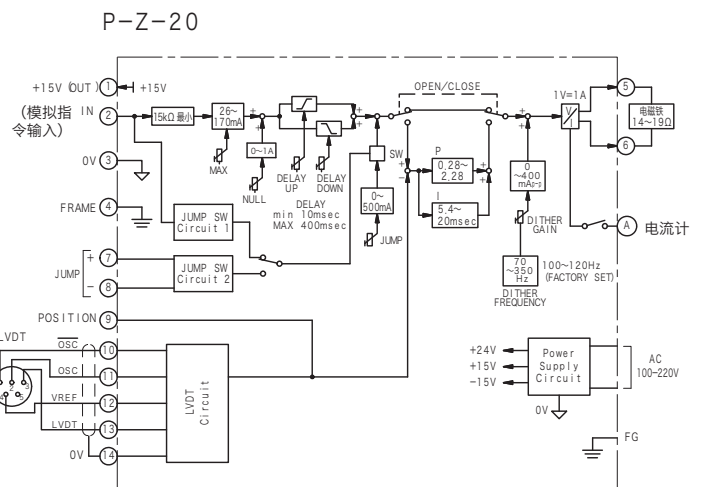 P-Z-20
+15V (OUT) 1 +15V
(模拟指 IN 2
令输入)
0V 3
FRAME 4
15kΩ 最小
26~
170mA
MAX
0~1A
NULL
DELAY
UP
DELAY
DOWN
DELAY
min 10msec
MAX 400msec
OPEN/CLOSE
SW
0~
500mA
JUMP
P
0.28~
2.28
I
5.4~
20msec
0
~400
mAp-p
DITHER
GAIN
70
~350
Hz
DITHER
FREQUENCY
100~120Hz
(FACTORY SET)
1V=1A
V
I
5
电磁铁
14~19Ω
6
A 电流计
JUMP SW
Circuit 1
JUMP SW
Circuit 2
JUMP
+ 7
- 8
POSITION 9
LVDT
OSC 10
OSC 11
VREF 12
LVDT 13
0V 14
1
2
3
4
5
LVDT
Circuit
+24V
+15V
-15V
Power
Supply
Circuit
0V
AC
100-220V
FG